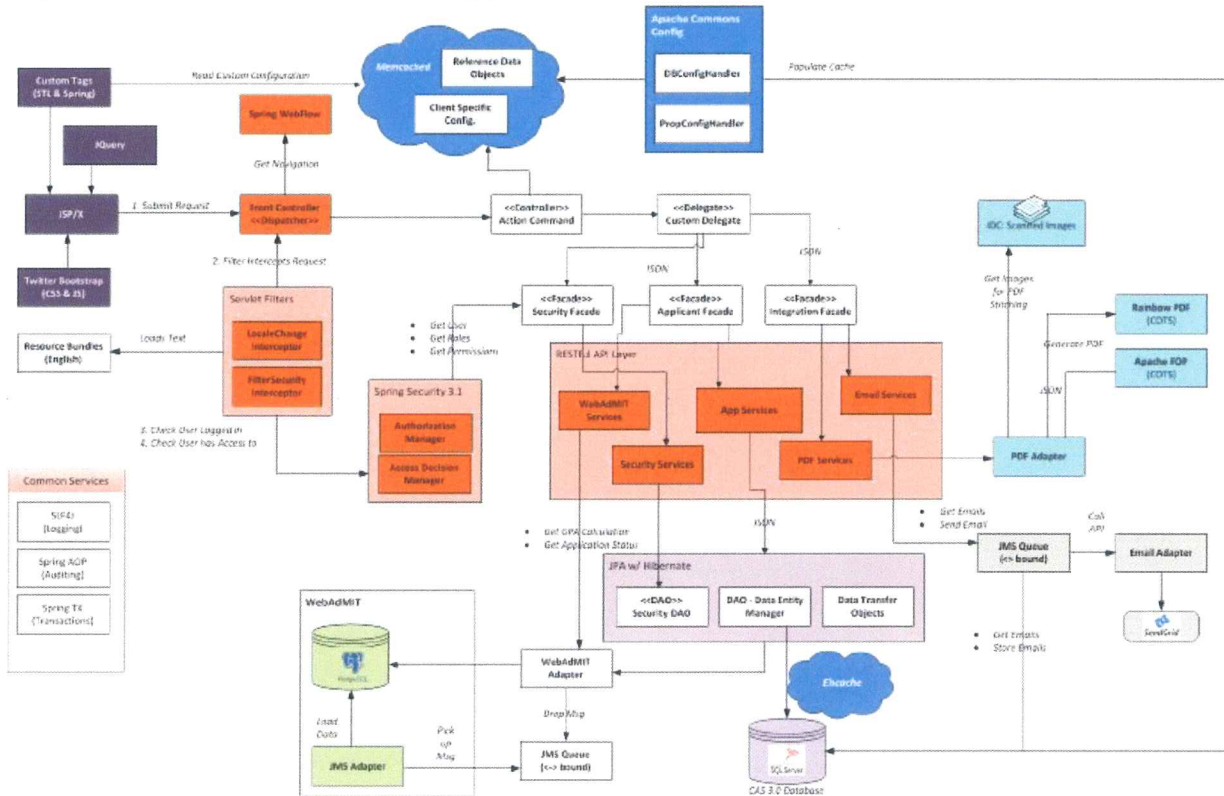 Apache Commons
Config
DBConfigHandler
PropConfigHandler
Populate Cache
Memcached
Reference Data
Objects
Client Specific
Config.
Read Custom Configuration
Custom Tags
(STL & Spring)
JQuery
JSP/X
Twitter Bootstrap
(CSS & JS)
Spring WebFlow
Get Navigation
1. Submit Request
Front Controller
<<Dispatcher>>
2. Filter Intercepts Request
<<Controller>>
Action Command
<<Delegate>>
Custom Delegate
JSON
JSON
IDC: Scanned Images
Get Images
for PDF
Stitching
Servlet Filters
LocaleChange
Interceptor
FilterSecurity
Interceptor
Loads Text
Resource Bundles
(English)
3. Check User Logged in
4. Check User has Access to
• Get User
• Get Roles
• Get Permissions
<<Facade>>
Security Facade
<<Facade>>
Applicant Facade
<<Facade>>
Integration Facade
Rainbow PDF
(COTS)
Generate PDF
Apache FOP
(COTS)
JSON
PDF Adapter
Spring Security 3.1
Authorization
Manager
Access Decision
Manager
RESTful API Layer
WebAdMIT
Services
App Services
Email Services
Security Services
PDF Services
Common Services
SLF4J
(Logging)
Spring AOP
(Auditing)
Spring TX
(Transactions)
• Get GPA Calculation
• Get Application Status
JSON
• Get Emails
• Send Email
JMS Queue
(<> bound)
Call
API
Email Adapter
SendGrid
• Get Emails
• Store Emails
JPA w/ Hibernate
<<DAO>>
Security DAO
DAO - Data Entity
Manager
Data Transfer
Objects
WebAdMIT
PostgreSQL
Load
Data
JMS Adapter
Pick
up
Msg
WebAdMIT
Adapter
Drop Msg
JMS Queue
(<-> bound)
Ehcache
SQL Server
CAS 3.0 Database